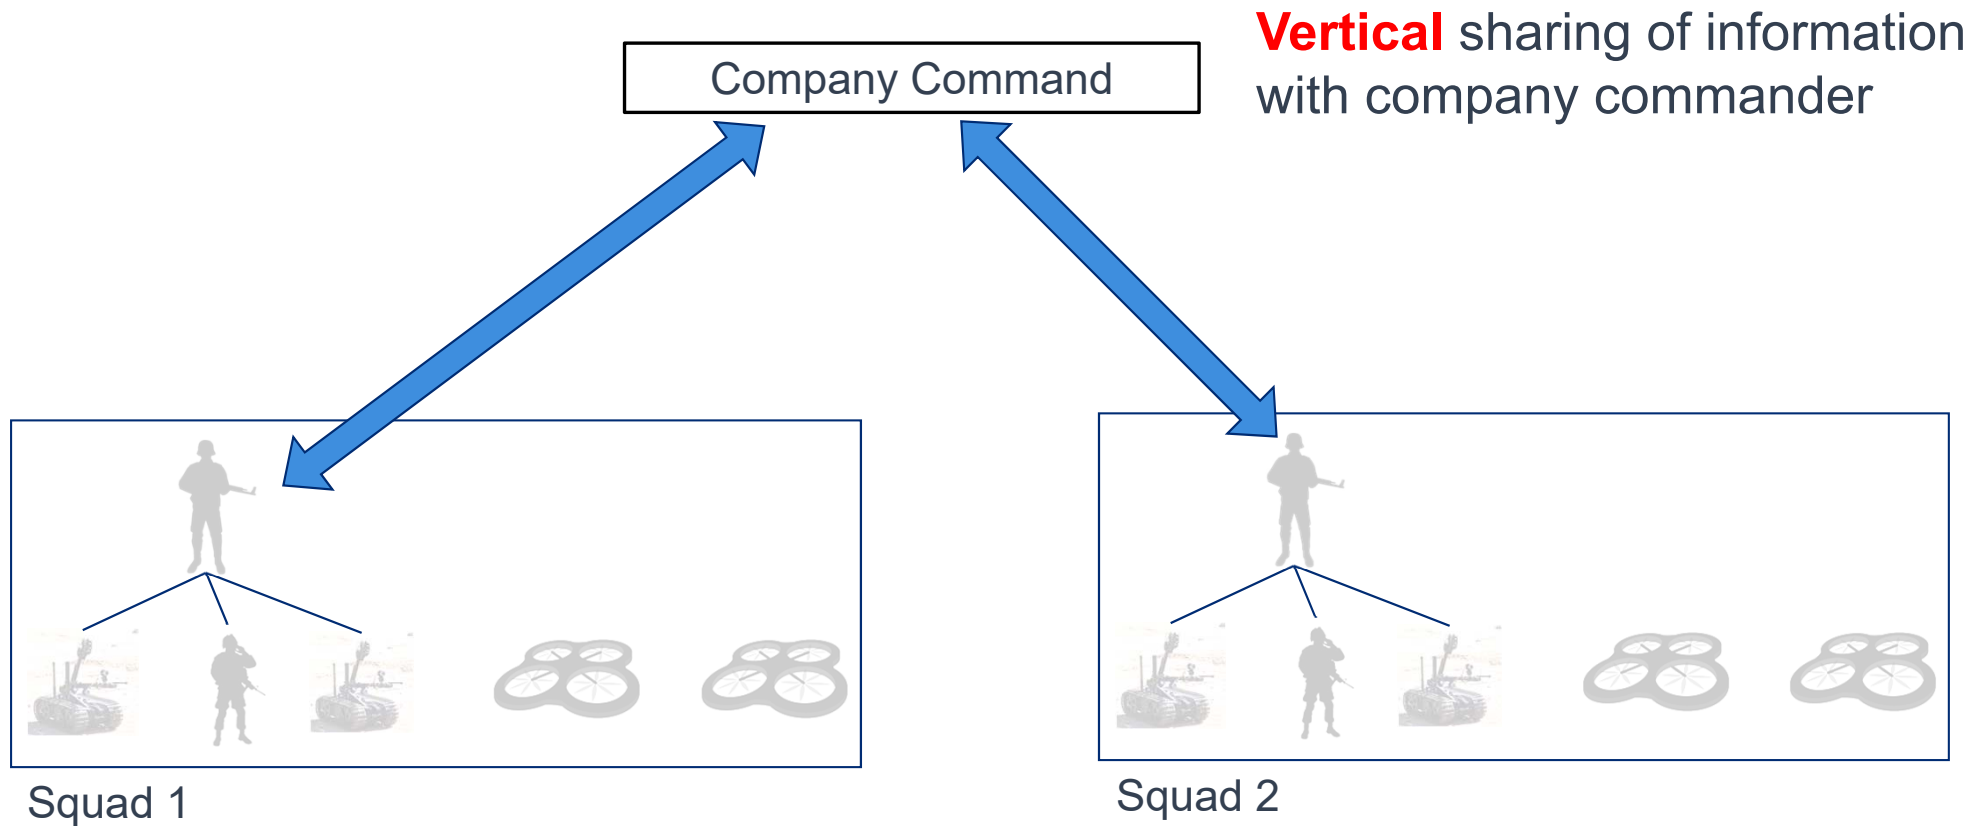 Vertical sharing of information
with company commander
Company Command
Squad 1
Squad 2